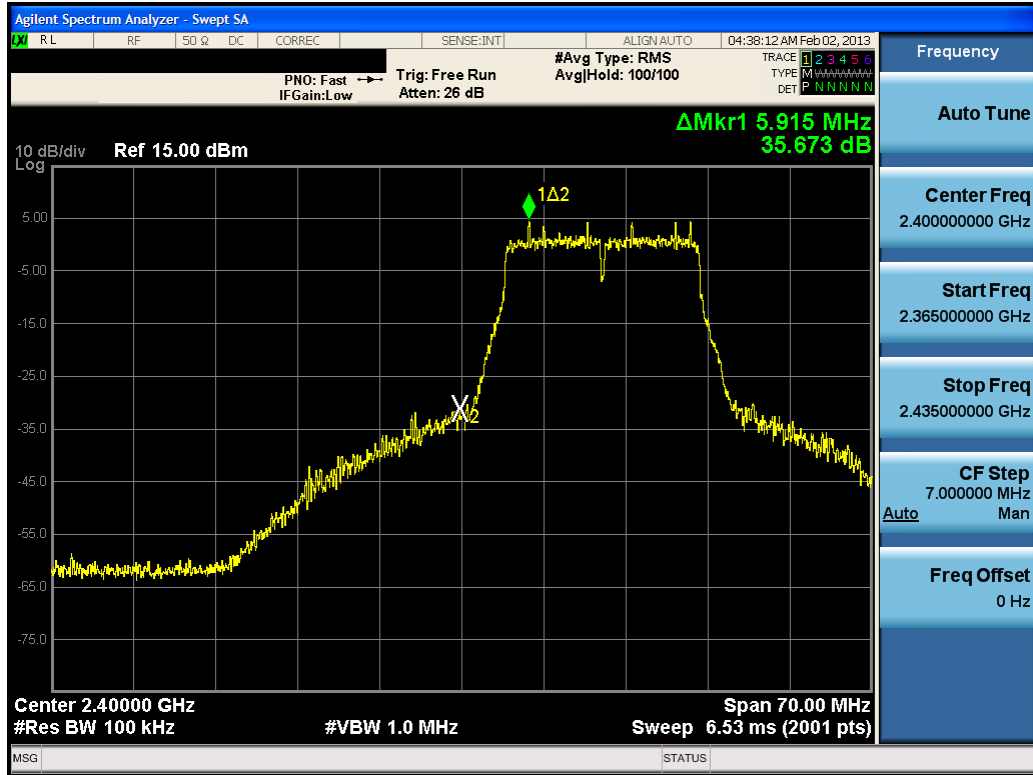 Agilent Spectrum Analyzer - Swept SA
LXI RL RF 50 Ω DC CORREC SENSE:INT ALIGN AUTO 04:38:12 AM Feb 02, 2013
PNO: Fast
IFGain:Low
Trig: Free Run
Atten: 26 dB
#Avg Type: RMS
Avg|Hold: 100/100
TRACE 1 2 3 4 5 6
TYPE M WWWWW
DET P N N N N N
ΔMkr1 5.915 MHz
35.673 dB
10 dB/div
Log
Ref 15.00 dBm
1Δ2
5.00
-5.00
-15.0
-25.0
-35.0
-45.0
-55.0
-65.0
-75.0
X2
Center 2.40000 GHz
Span 70.00 MHz
#Res BW 100 kHz
#VBW 1.0 MHz
Sweep 6.53 ms (2001 pts)
MSG
STATUS
Frequency
Auto Tune
Center Freq
2.400000000 GHz
Start Freq
2.365000000 GHz
Stop Freq
2.435000000 GHz
CF Step
7.000000 MHz
Auto Man
Freq Offset
0 Hz